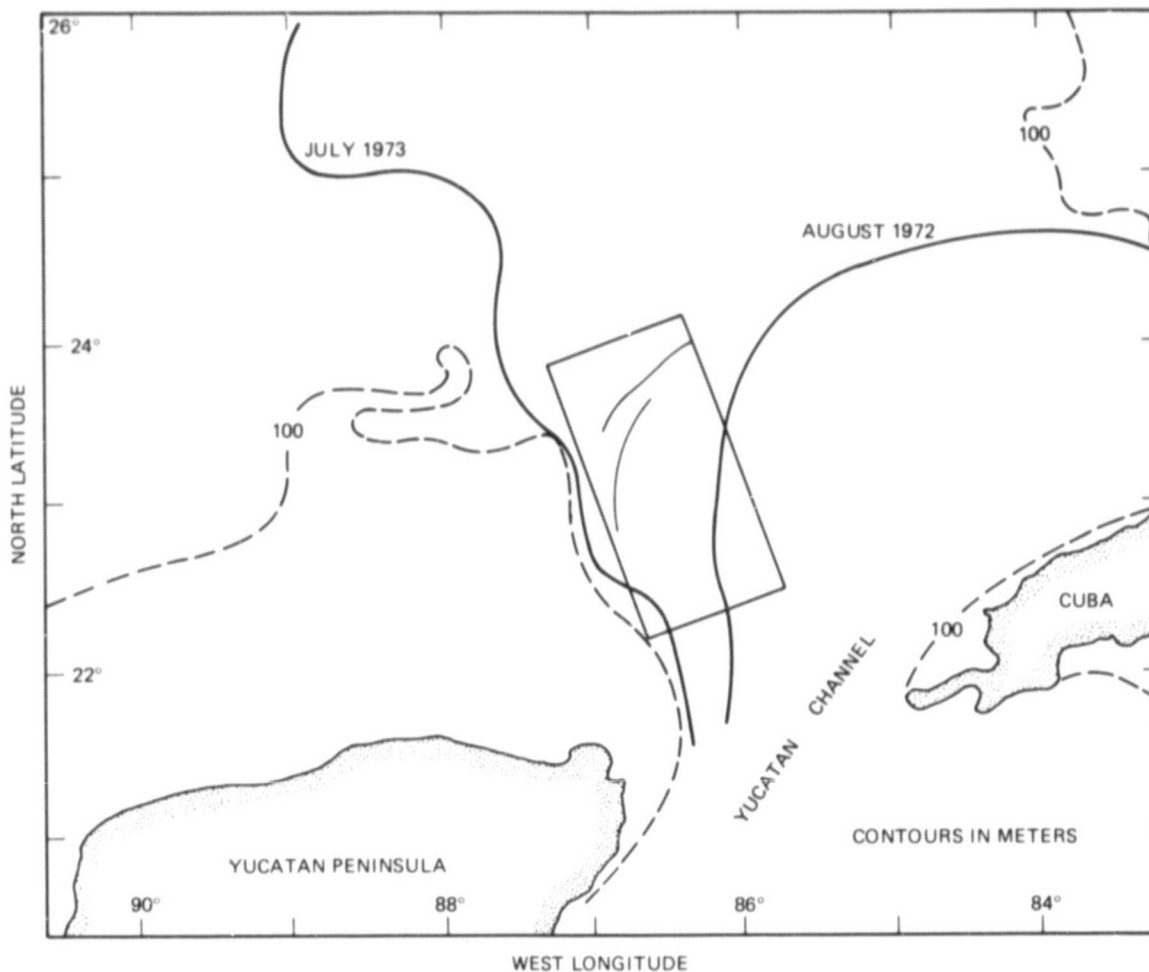 26°
100
JULY 1973
AUGUST 1972
24°
100
NORTH LATITUDE
CUBA
100
22°
YUCATAN CHANNEL
CONTOURS IN METERS
YUCATAN PENINSULA
90°
88°
86°
84°
WEST LONGITUDE